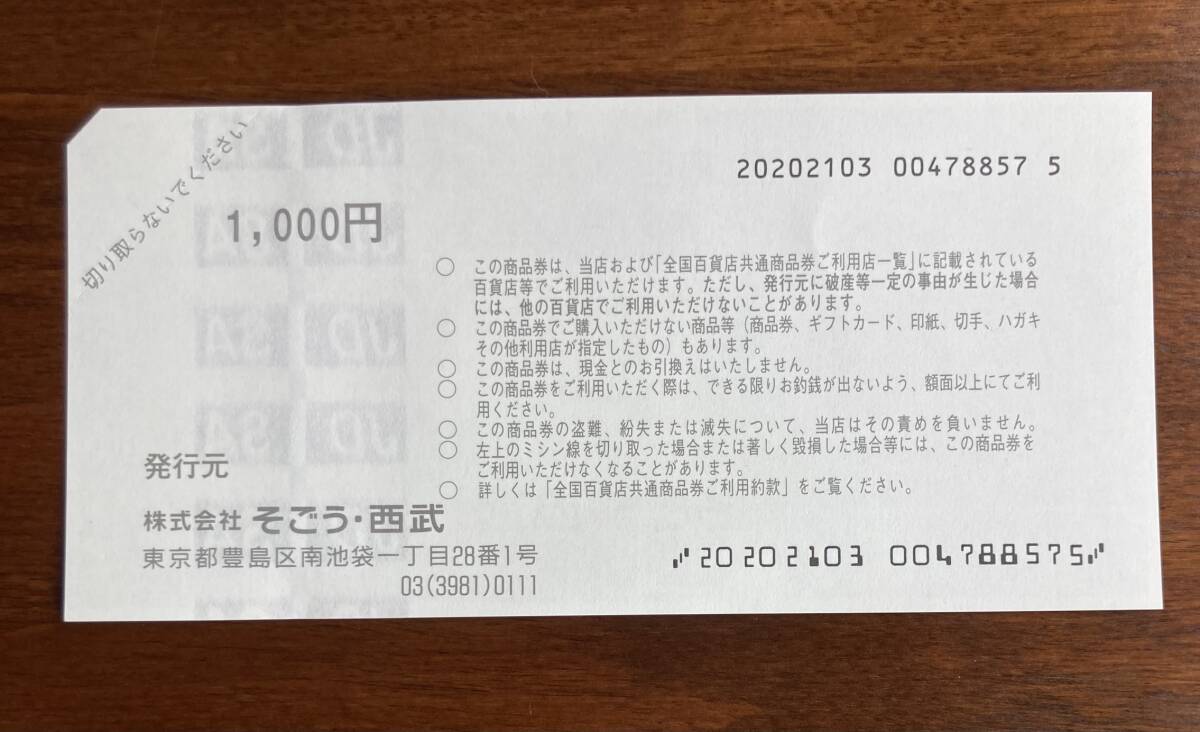 切り取らないでください
20202103 00478857 5
1,000円
○ この商品券は、当店および「全国百貨店共通商品券ご利用店一覧」に記載されている
百貨店等でご利用いただけます。ただし、発行元に破産等一定の事由が生じた場合
には、他の百貨店でご利用いただけないことがあります。
○ この商品券でご購入いただけない商品等（商品券、ギフトカード、印紙、切手、ハガキ
その他利用店が指定したもの）もあります。
○ この商品券は、現金とのお引換えはいたしません。
○ この商品券をご利用いただく際は、できる限りお釣銭が出ないよう、額面以上にてご利
用ください。
○ この商品券の盗難、紛失または滅失について、当店はその責めを負いません。
○ 左上のミシン線を切り取った場合または著しく毀損した場合等には、この商品券を
ご利用いただけなくなることがあります。
○ 詳しくは「全国百貨店共通商品券ご利用約款」をご覧ください。
発行元
株式会社 そごう・西武
東京都豊島区南池袋一丁目28番1号
03(3981)0111
20202103 004788575